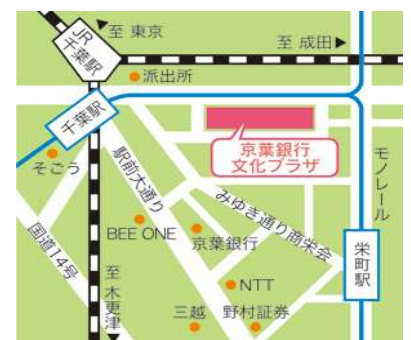 至 東京
JR
千葉駅
至 成田
派出所
千葉駅
京葉銀行
文化プラザ
そごう
駅前大通り
みゆき通り商栄会
モノレール
BEE ONE
京葉銀行
国道14号
栄町駅
至 木更津
NTT
三越
野村証券